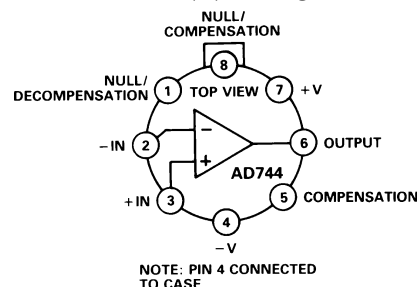 NULL/
COMPENSATION
8
NULL/
DECOMPENSATION
1
TOP VIEW
7
+V
−IN
2
−
6
OUTPUT
+
AD744
+IN
3
5
COMPENSATION
4
−V
NOTE: PIN 4 CONNECTED
TO CASE